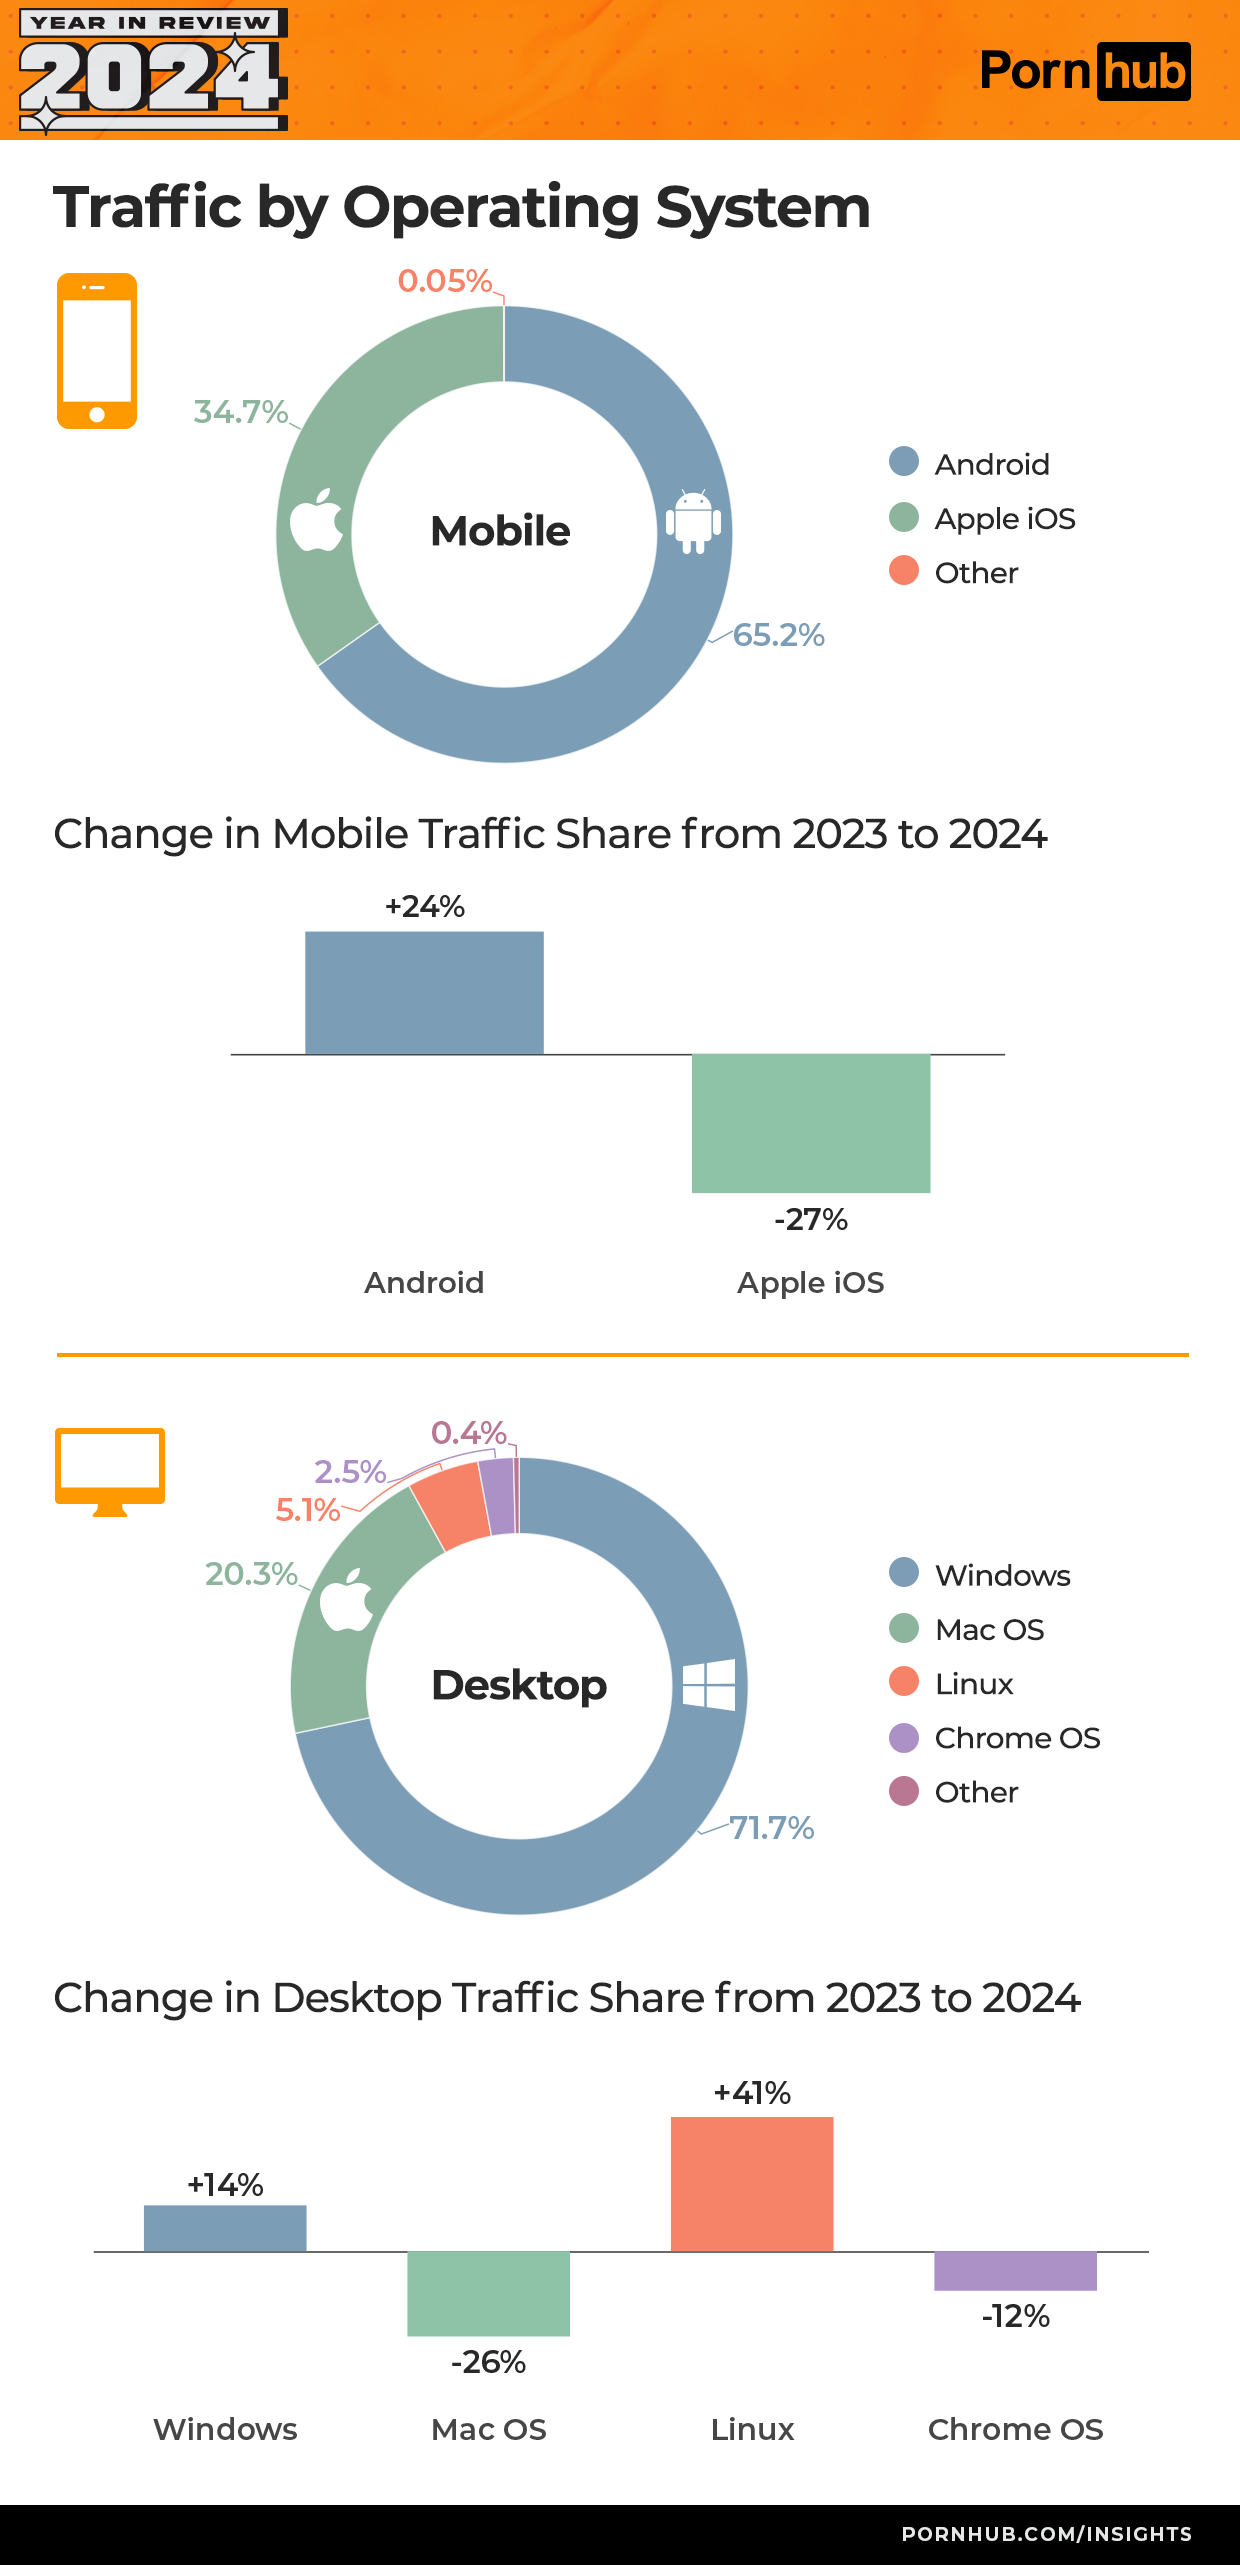 YEAR IN REVIEW
2024
Pornhub
Traffic by Operating System
0.05%
34.7%
Mobile
65.2%
Android
Apple iOS
Other
Change in Mobile Traffic Share from 2023 to 2024
+24%
-27%
Android
Apple iOS
0.4%
2.5%
5.1%
20.3%
Desktop
71.7%
Windows
Mac OS
Linux
Chrome OS
Other
Change in Desktop Traffic Share from 2023 to 2024
+41%
+14%
-12%
-26%
Windows
Mac OS
Linux
Chrome OS
PORNHUB.COM/INSIGHTS